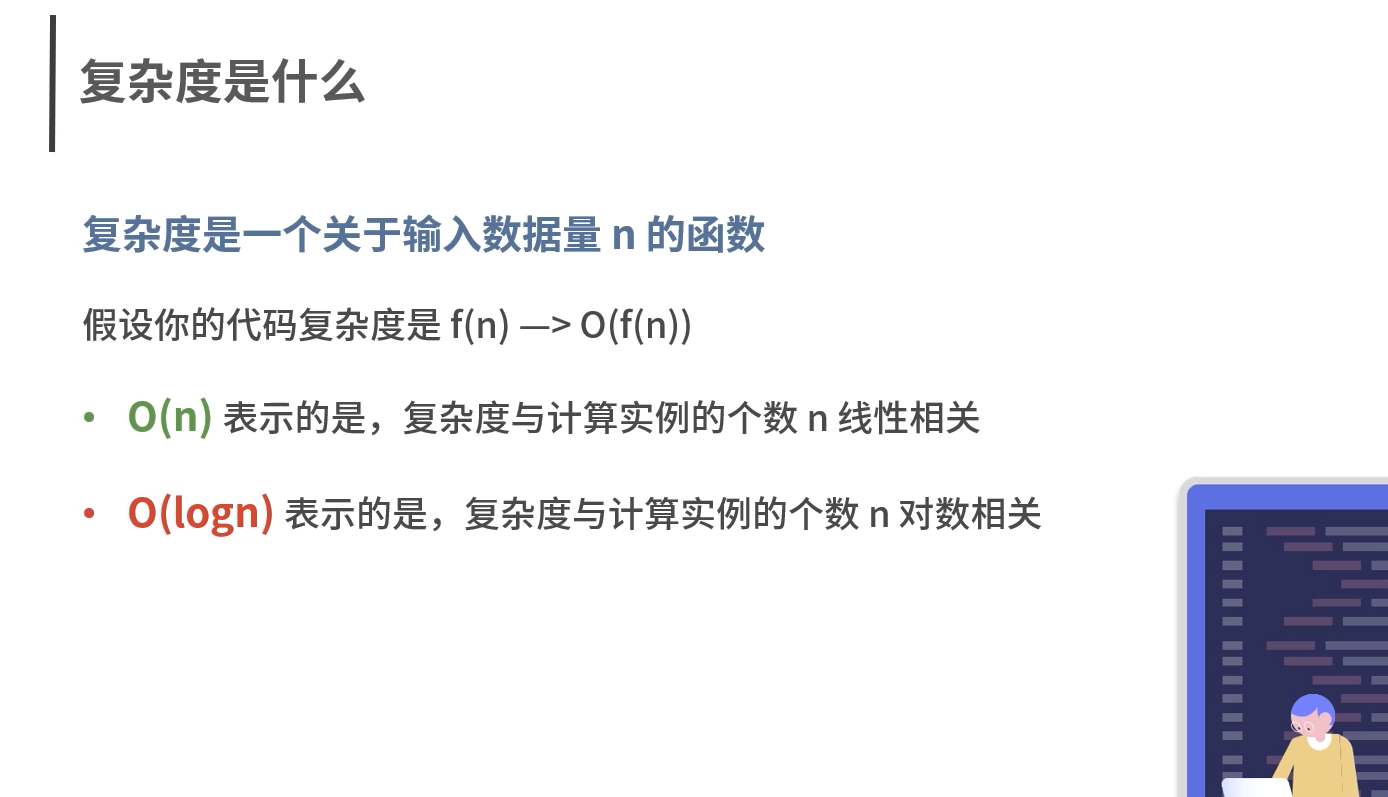 复杂度是什么
复杂度是一个关于输入数据量 n 的函数
假设你的代码复杂度是 f(n) —> O(f(n))
• O(n) 表示的是，复杂度与计算实例的个数 n 线性相关
• O(logn) 表示的是，复杂度与计算实例的个数 n 对数相关